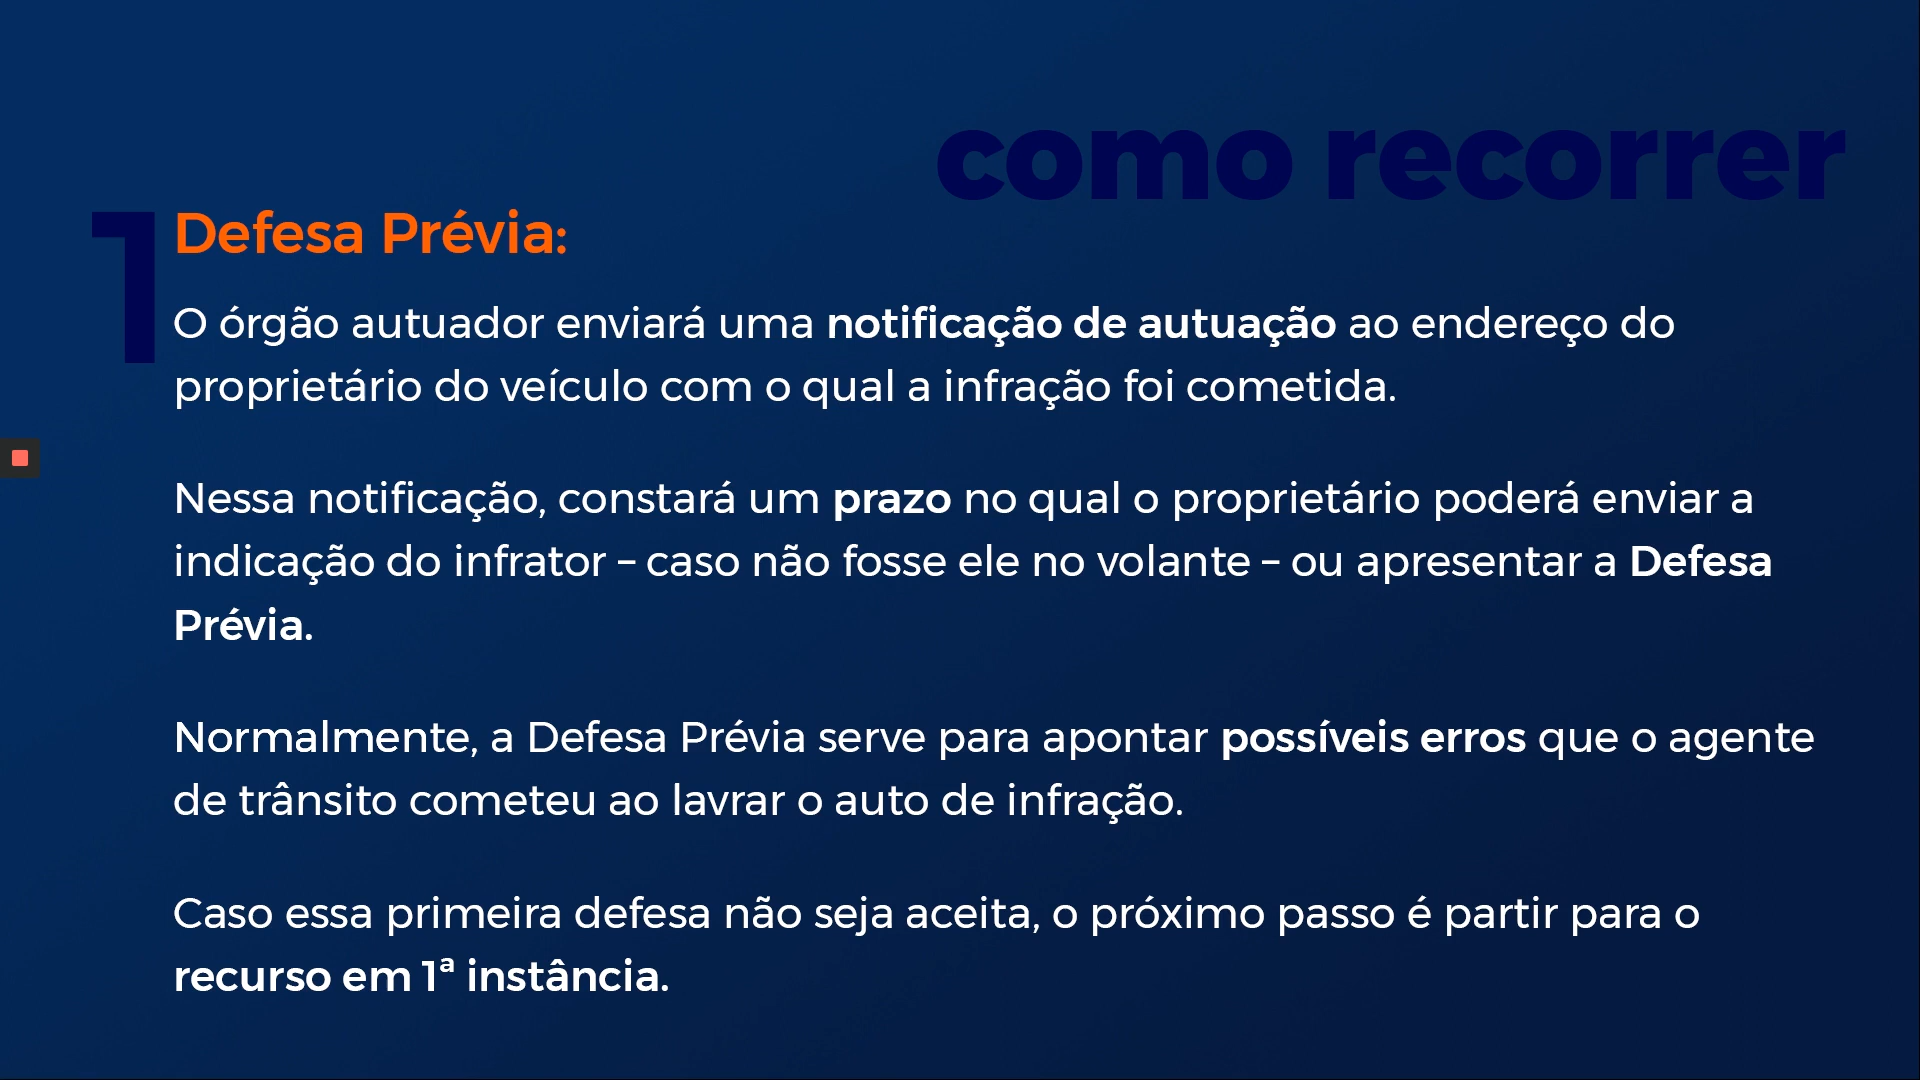 como recorrer
1
Defesa Prévia:
O órgão autuador enviará uma notificação de autuação ao endereço do
proprietário do veículo com o qual a infração foi cometida.
Nessa notificação, constará um prazo no qual o proprietário poderá enviar a
indicação do infrator – caso não fosse ele no volante – ou apresentar a Defesa
Prévia.
Normalmente, a Defesa Prévia serve para apontar possíveis erros que o agente
de trânsito cometeu ao lavrar o auto de infração.
Caso essa primeira defesa não seja aceita, o próximo passo é partir para o
recurso em 1ª instância.